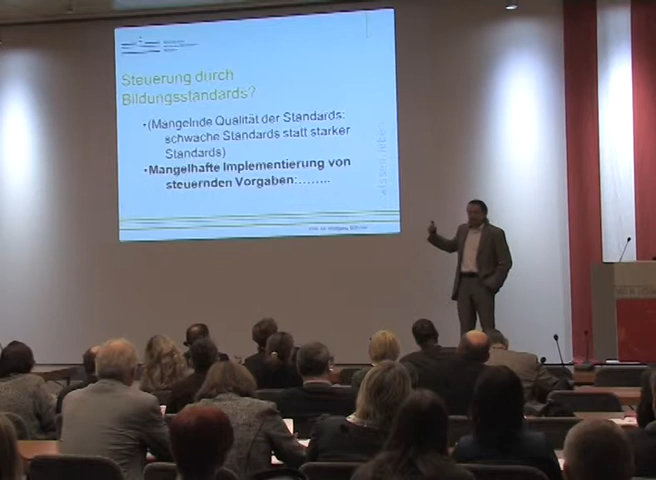 Steuerung durch
Bildungsstandards?
•(Mangelnde Qualität der Standards:
schwache Standards statt starker
Standards)
•Mangelhafte Implementierung von
steuernden Vorgaben:........